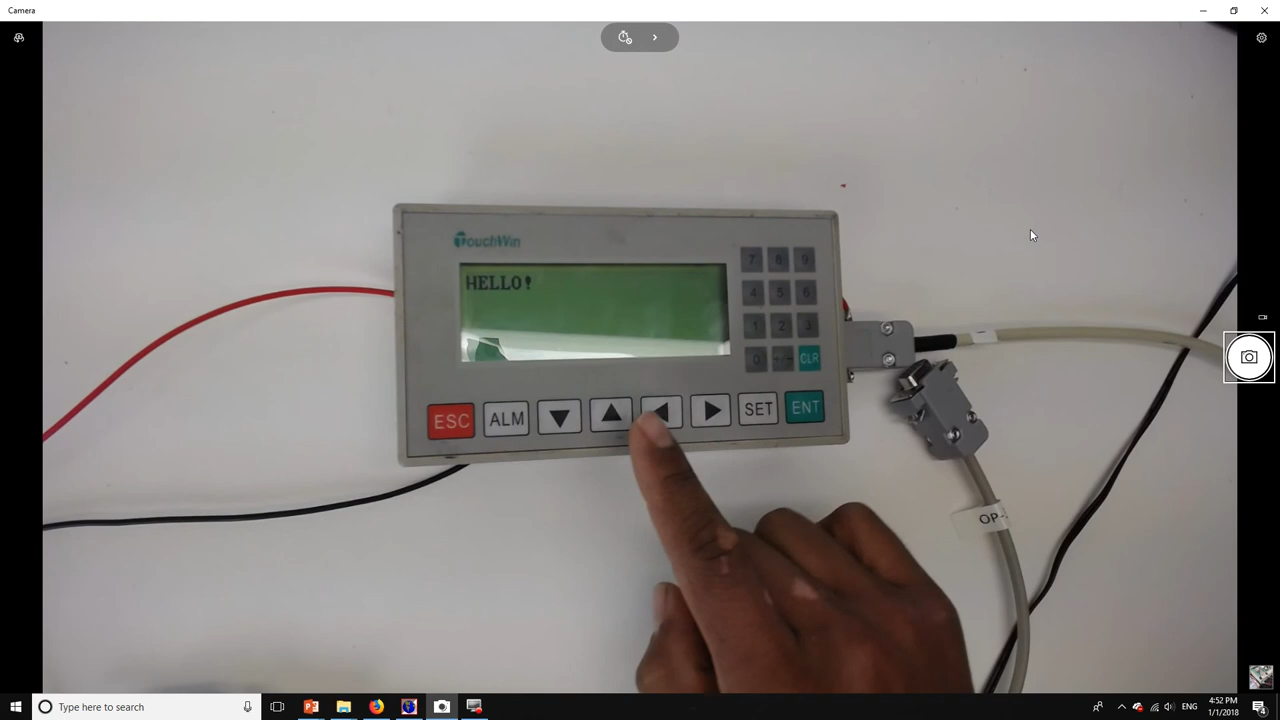 Camera
TouchWin
HELLO!
7 8 9
4 5 6
1 2 3
0 +/- CLR
ESC ALM SET ENT
OP-
Type here to search
ENG
4:52 PM
1/1/2018
4